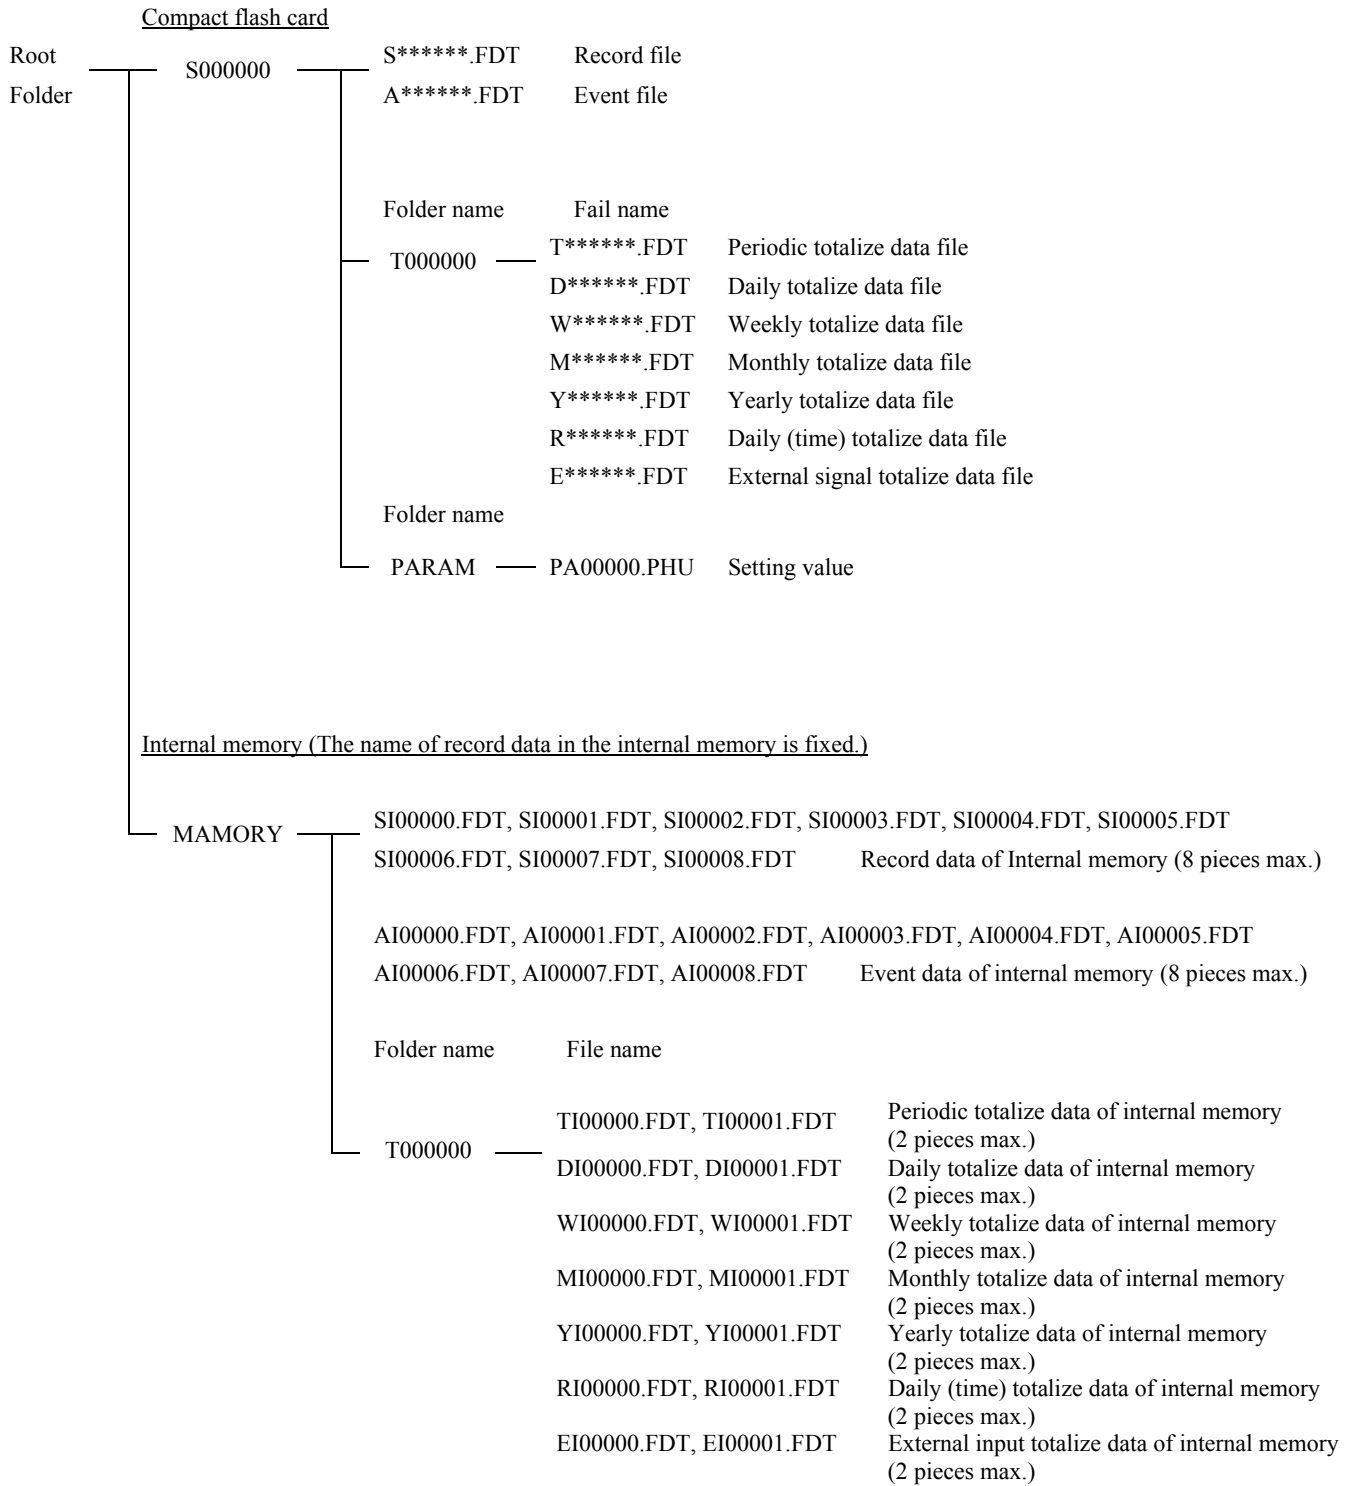 Compact flash card
Root
Folder
S000000
S******.FDT Record file
A******.FDT Event file
Folder name Fail name
T000000
T******.FDT Periodic totalize data file
D******.FDT Daily totalize data file
W******.FDT Weekly totalize data file
M******.FDT Monthly totalize data file
Y******.FDT Yearly totalize data file
R******.FDT Daily (time) totalize data file
E******.FDT External signal totalize data file
Folder name
PARAM PA00000.PHU Setting value
Internal memory (The name of record data in the internal memory is fixed.)
MAMORY
SI00000.FDT, SI00001.FDT, SI00002.FDT, SI00003.FDT, SI00004.FDT, SI00005.FDT
SI00006.FDT, SI00007.FDT, SI00008.FDT Record data of Internal memory (8 pieces max.)
AI00000.FDT, AI00001.FDT, AI00002.FDT, AI00003.FDT, AI00004.FDT, AI00005.FDT
AI00006.FDT, AI00007.FDT, AI00008.FDT Event data of internal memory (8 pieces max.)
Folder name File name
T000000
TI00000.FDT, TI00001.FDT Periodic totalize data of internal memory
(2 pieces max.)
DI00000.FDT, DI00001.FDT Daily totalize data of internal memory
(2 pieces max.)
WI00000.FDT, WI00001.FDT Weekly totalize data of internal memory
(2 pieces max.)
MI00000.FDT, MI00001.FDT Monthly totalize data of internal memory
(2 pieces max.)
YI00000.FDT, YI00001.FDT Yearly totalize data of internal memory
(2 pieces max.)
RI00000.FDT, RI00001.FDT Daily (time) totalize data of internal memory
(2 pieces max.)
EI00000.FDT, EI00001.FDT External input totalize data of internal memory
(2 pieces max.)